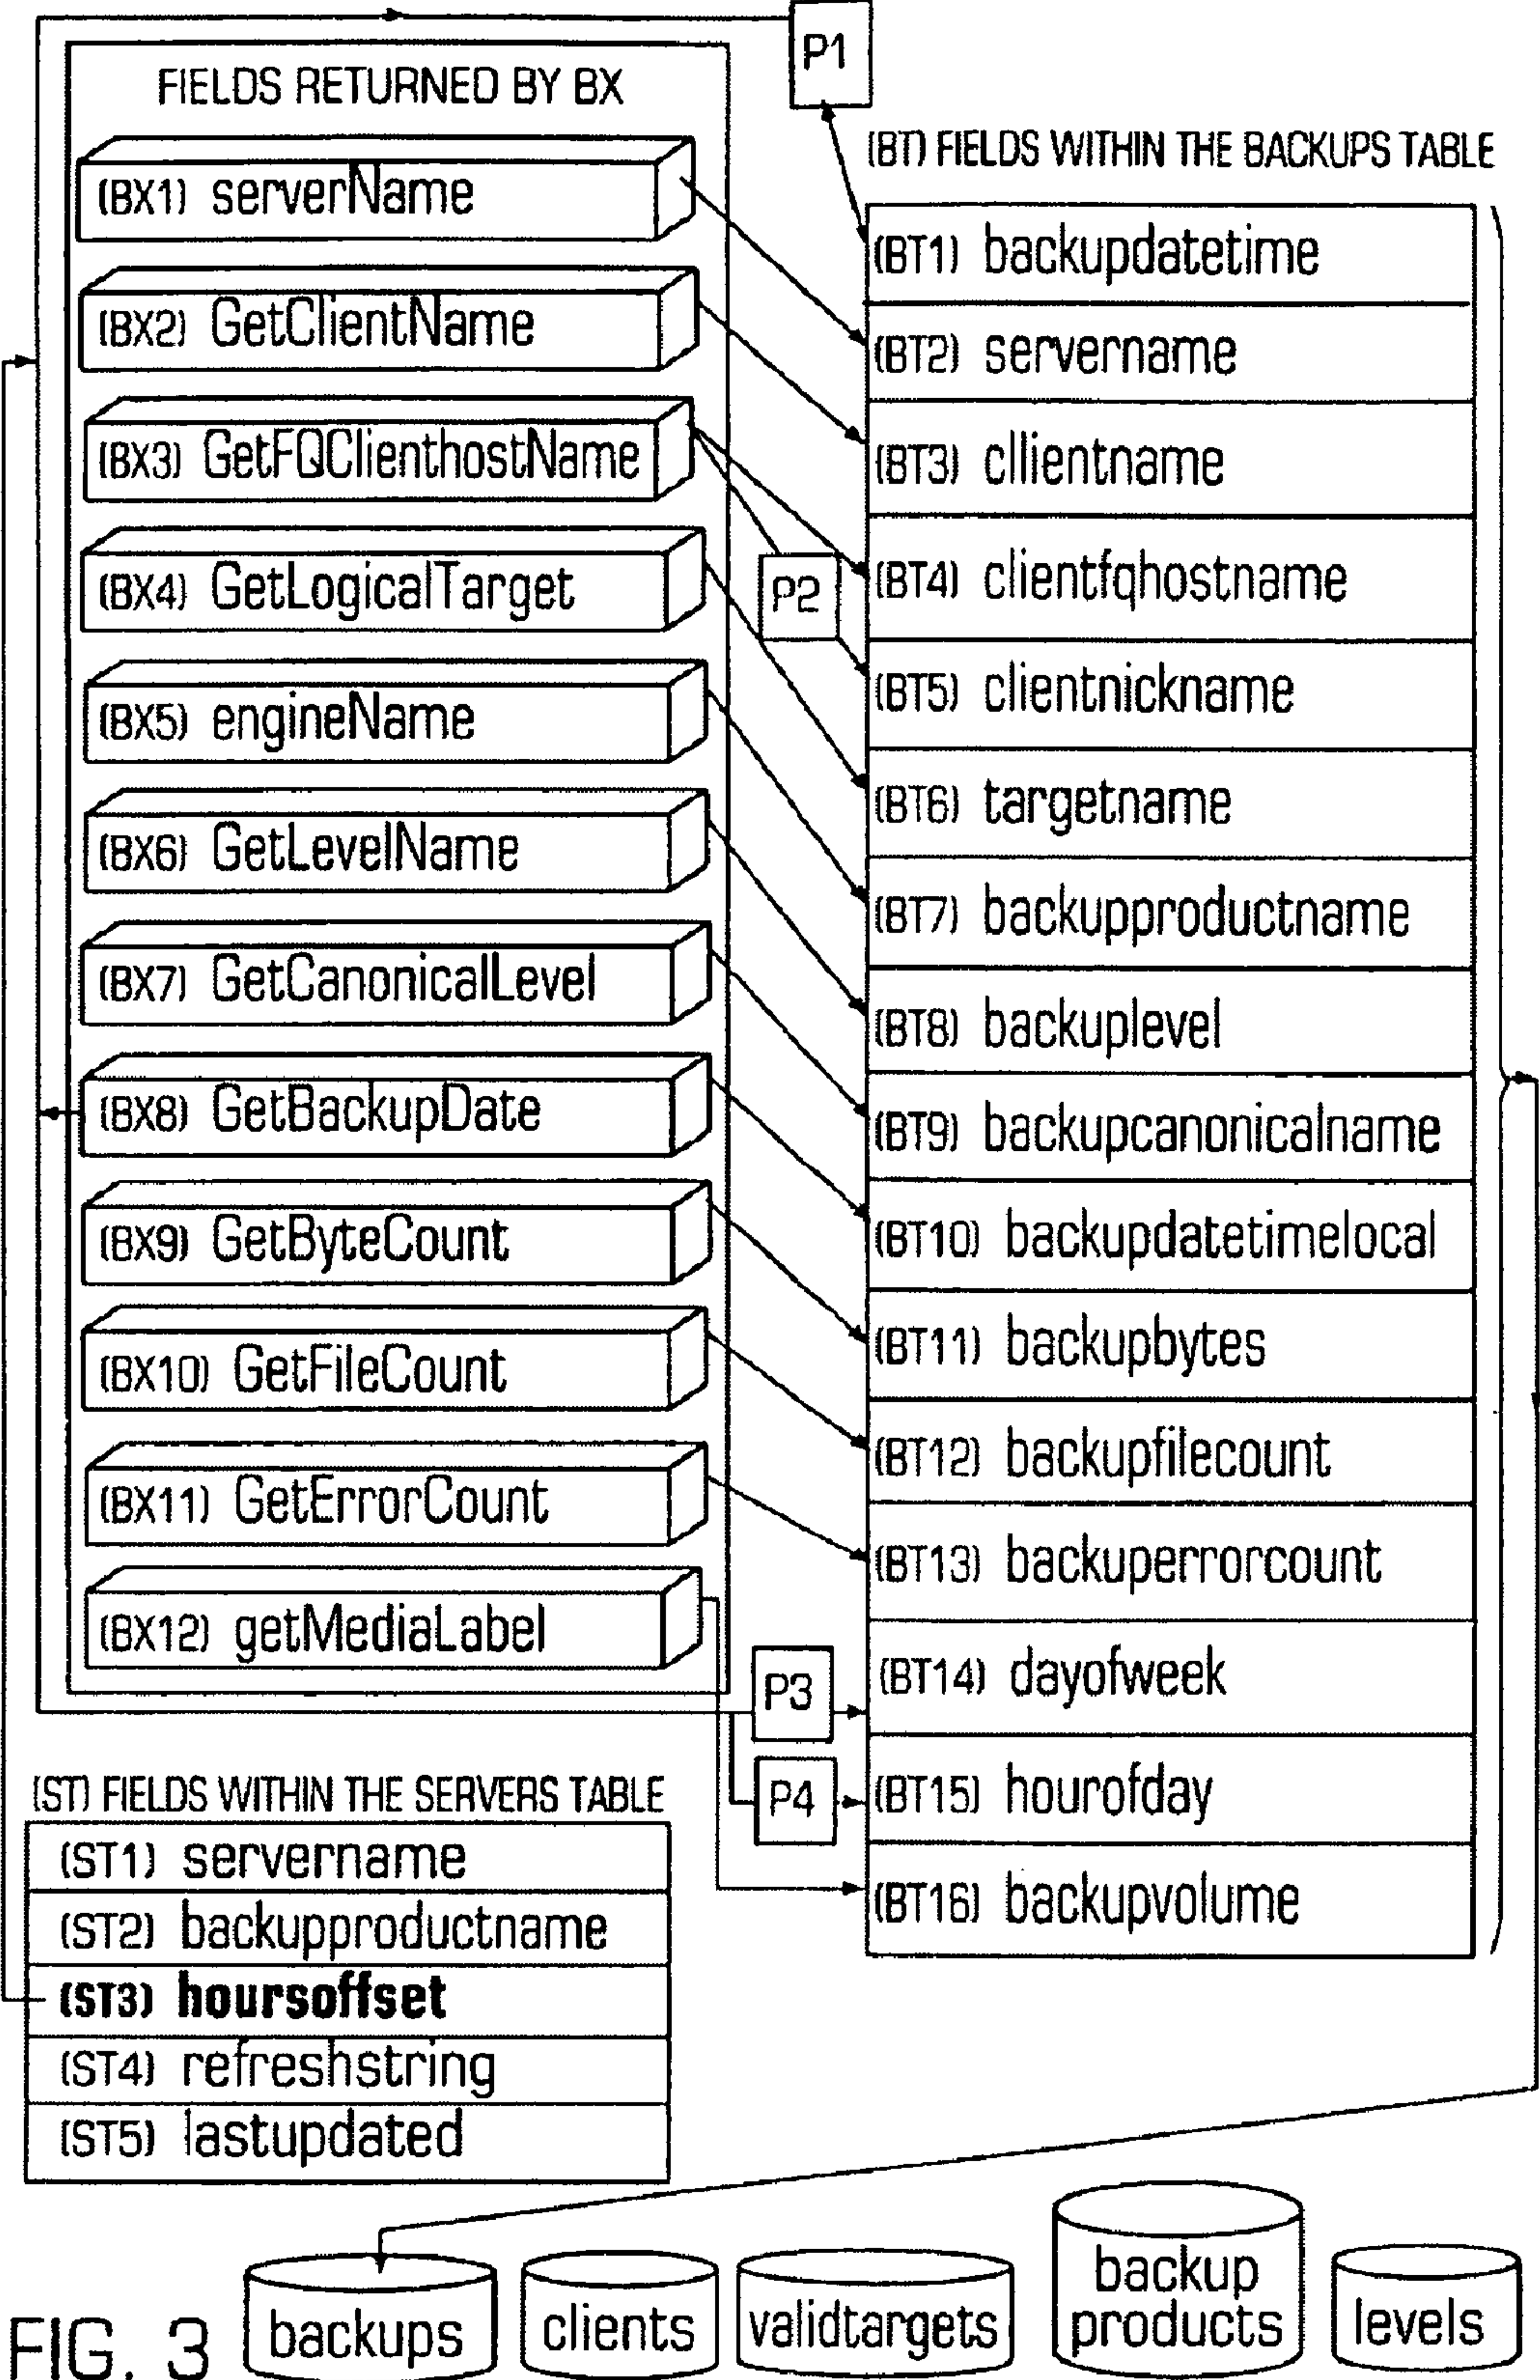 P1
FIELDS RETURNED BY BX
(BX1) serverName
(BX2) GetClientName
(BX3) GetFQClienthostName
(BX4) GetLogicalTarget
(BX5) engineName
(BX6) GetLevelName
(BX7) GetCanonicalLevel
(BX8) GetBackupDate
(BX9) GetByteCount
(BX10) GetFileCount
(BX11) GetErrorCount
(BX12) getMediaLabel
P2
P3
P4
(BT) FIELDS WITHIN THE BACKUPS TABLE
(BT1) backupdatetime
(BT2) servername
(BT3) cllientname
(BT4) clientfqhostname
(BT5) clientnickname
(BT6) targetname
(BT7) backupproductname
(BT8) backuplevel
(BT9) backupcanonicalname
(BT10) backupdatetimelocal
(BT11) backupbytes
(BT12) backupfilecount
(BT13) backuperrorcount
(BT14) dayofweek
(BT15) hourofday
(BT16) backupvolume
(ST) FIELDS WITHIN THE SERVERS TABLE
(ST1) servername
(ST2) backupproductname
(ST3) hoursoffset
(ST4) refreshstring
(ST5) lastupdated
backups
clients
validtargets
backup
products
levels
FIG. 3